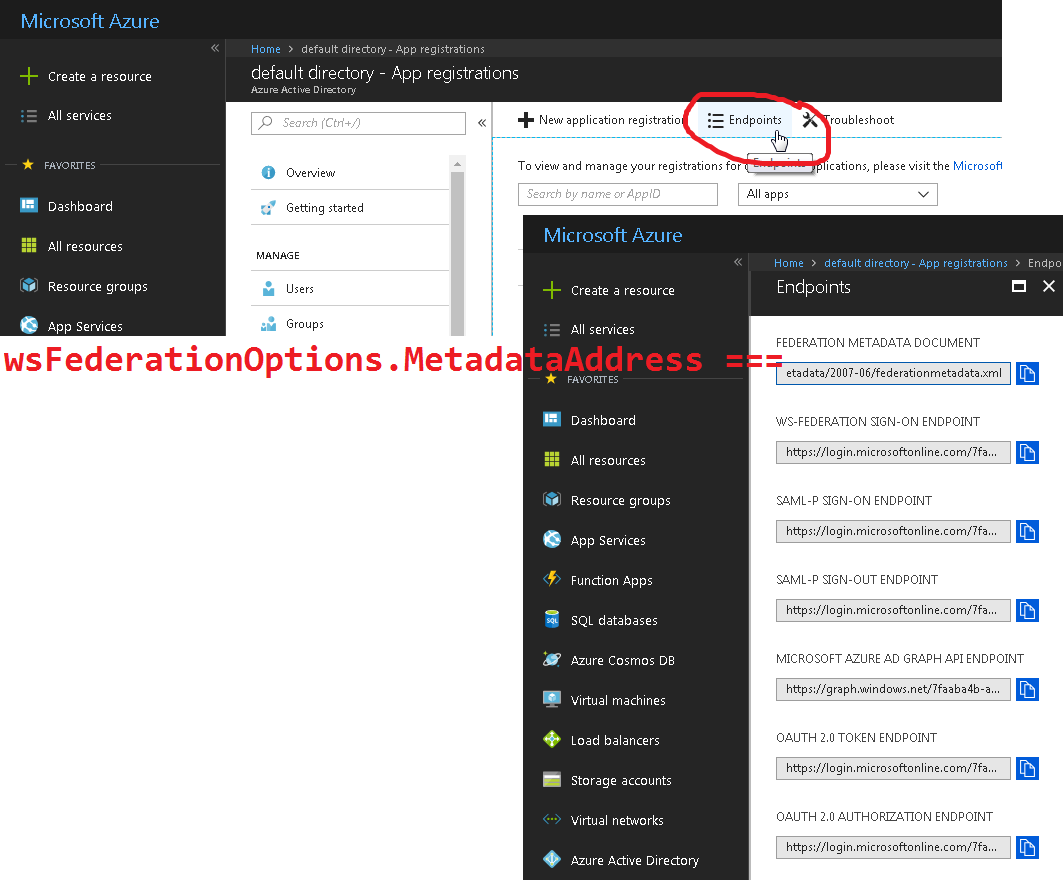 Microsoft Azure
Home > default directory - App registrations
default directory - App registrations
Azure Active Directory
Create a resource
All services
FAVORITES
Dashboard
All resources
Resource groups
App Services
Search (Ctrl+/)
Overview
Getting started
MANAGE
Users
Groups
New application registration
Endpoints
Troubleshoot
To view and manage your registrations for applications, please visit the Microsoft
Endpoints
Search by name or AppID
All apps
wsFederationOptions.MetadataAddress ===
Microsoft Azure
Home > default directory - App registrations > Endpo
Endpoints
Create a resource
All services
FAVORITES
Dashboard
All resources
Resource groups
App Services
Function Apps
SQL databases
Azure Cosmos DB
Virtual machines
Load balancers
Storage accounts
Virtual networks
Azure Active Directory
FEDERATION METADATA DOCUMENT
etadata/2007-06/federationmetadata.xml
WS-FEDERATION SIGN-ON ENDPOINT
https://login.microsoftonline.com/7fa...
SAML-P SIGN-ON ENDPOINT
https://login.microsoftonline.com/7fa...
SAML-P SIGN-OUT ENDPOINT
https://login.microsoftonline.com/7fa...
MICROSOFT AZURE AD GRAPH API ENDPOINT
https://graph.windows.net/7faaba4b-a...
OAUTH 2.0 TOKEN ENDPOINT
https://login.microsoftonline.com/7fa...
OAUTH 2.0 AUTHORIZATION ENDPOINT
https://login.microsoftonline.com/7fa...